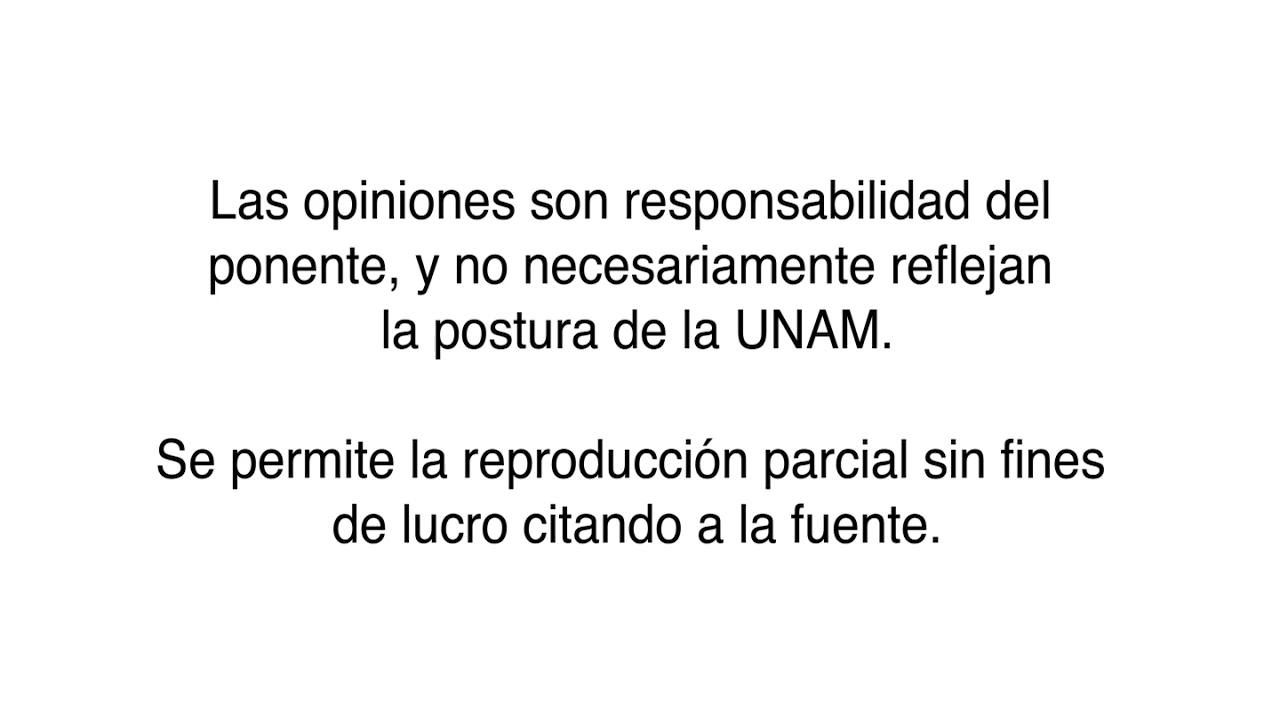 Las opiniones son responsabilidad del
ponente, y no necesariamente reflejan
la postura de la UNAM.
Se permite la reproducción parcial sin fines
de lucro citando a la fuente.